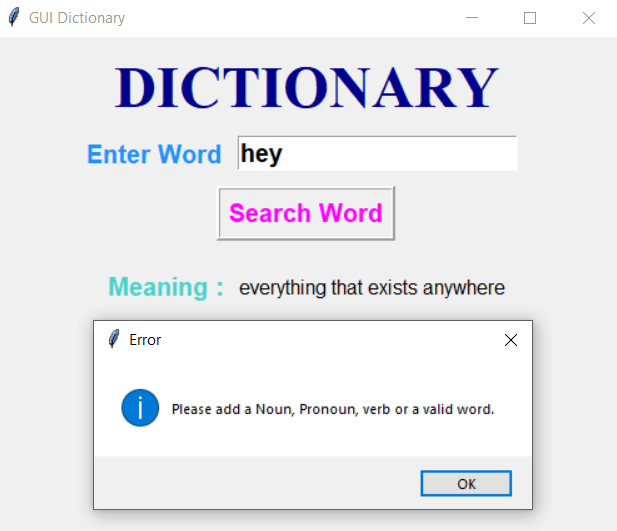 GUI Dictionary
DICTIONARY
Enter Word hey
Search Word
Meaning : everything that exists anywhere
Error
Please add a Noun, Pronoun, verb or a valid word.
OK